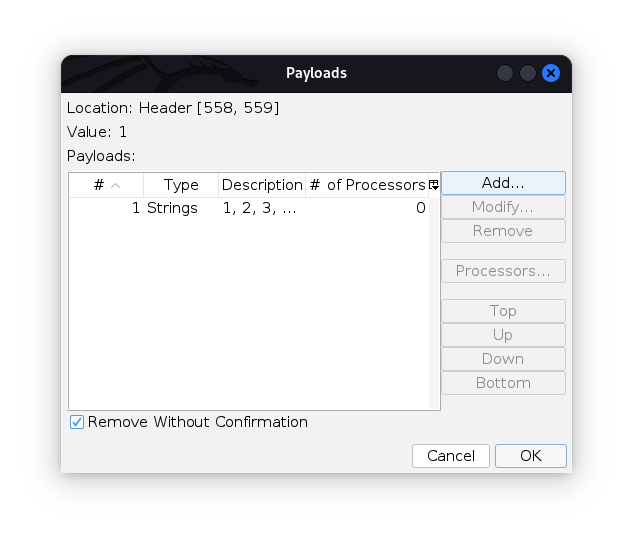 Payloads
Location: Header [558, 559]
Value: 1
Payloads:
# Type Description # of Processors
1 Strings 1, 2, 3, ... 0
Add...
Modify...
Remove
Processors...
Top
Up
Down
Bottom
Remove Without Confirmation
Cancel OK